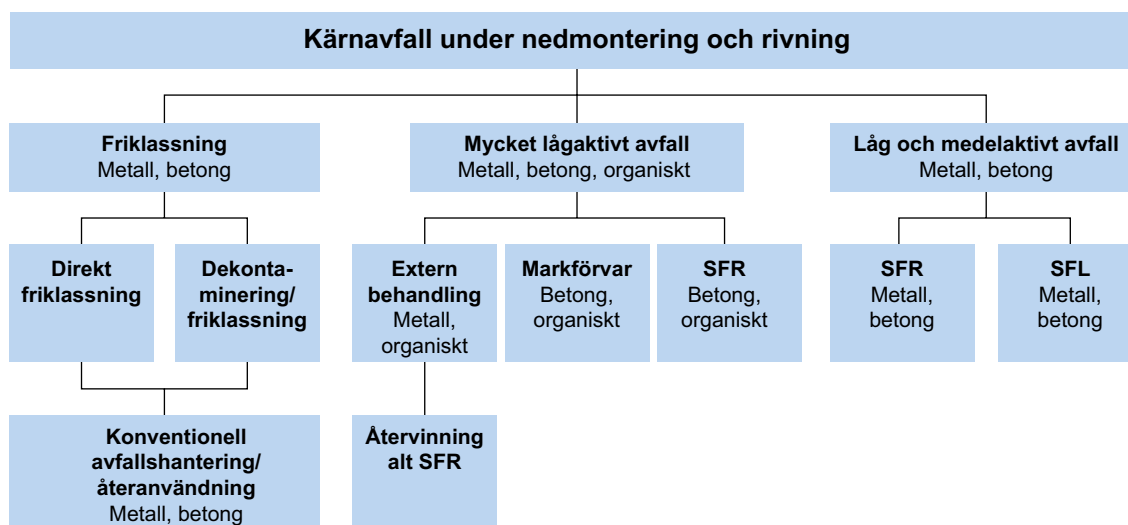 Kärnavfall under nedmontering och rivning
Friklassning
Metall, betong
Mycket lågaktivt avfall
Metall, betong, organiskt
Låg och medelaktivt avfall
Metall, betong
Direkt
friklassning
Dekonta-
minering/
friklassning
Extern
behandling
Metall,
organiskt
Markförvar
Betong,
organiskt
SFR
Betong,
organiskt
SFR
Metall,
betong
SFL
Metall,
betong
Konventionell
avfallshantering/
återanvändning
Metall, betong
Återvinning
alt SFR